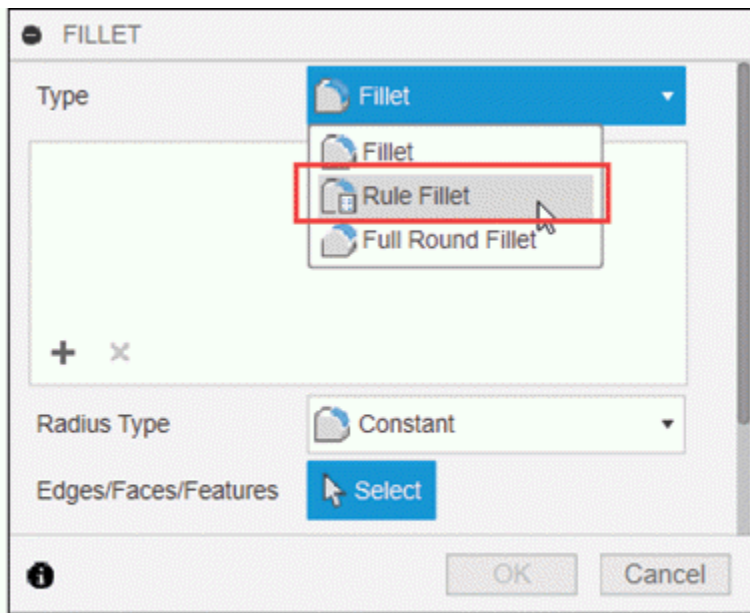 FILLET
Type
Fillet
Fillet
Rule Fillet
Full Round Fillet
Radius Type
Constant
Edges/Faces/Features
Select
OK
Cancel